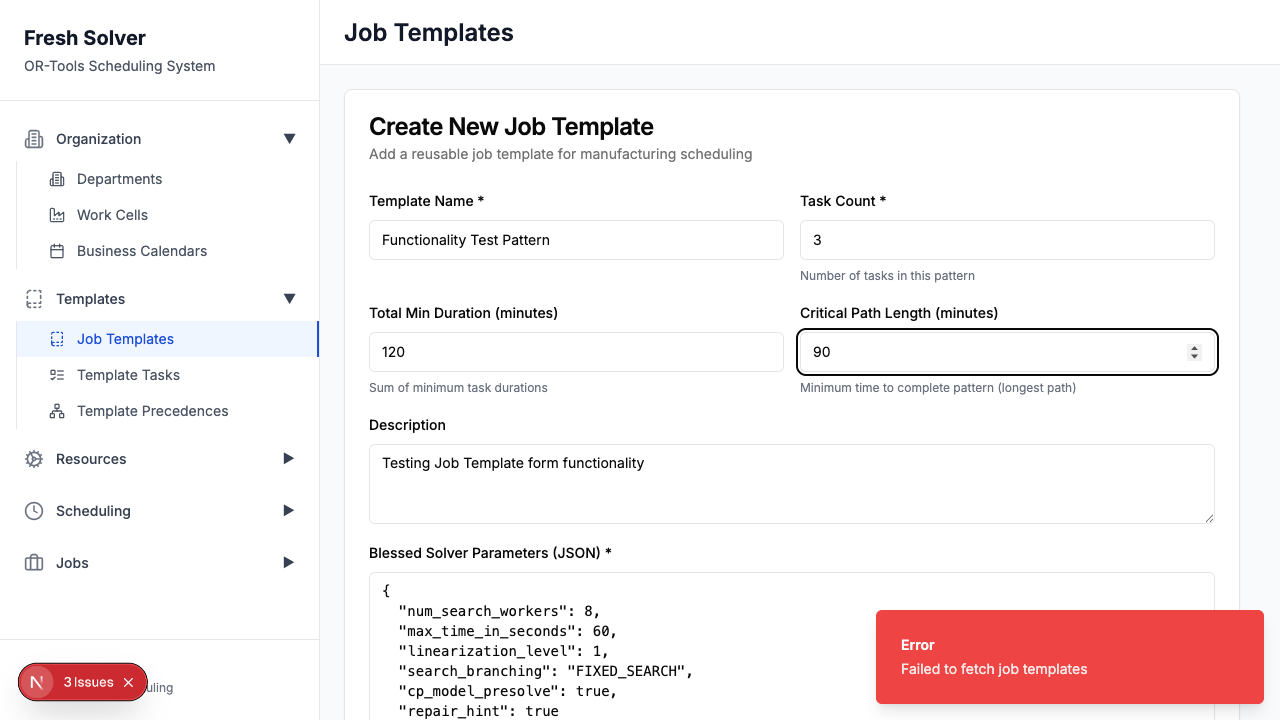 Fresh Solver
OR-Tools Scheduling System
Organization
Departments
Work Cells
Business Calendars
Templates
Job Templates
Template Tasks
Template Precedences
Resources
Scheduling
Jobs
3 Issues
uling
Job Templates
Create New Job Template
Add a reusable job template for manufacturing scheduling
Template Name *
Functionality Test Pattern
Task Count *
3
Number of tasks in this pattern
Total Min Duration (minutes)
120
Sum of minimum task durations
Critical Path Length (minutes)
90
Minimum time to complete pattern (longest path)
Description
Testing Job Template form functionality
Blessed Solver Parameters (JSON) *
{
"num_search_workers": 8,
"max_time_in_seconds": 60,
"linearization_level": 1,
"search_branching": "FIXED_SEARCH",
"cp_model_presolve": true,
"repair_hint": true
Error
Failed to fetch job templates